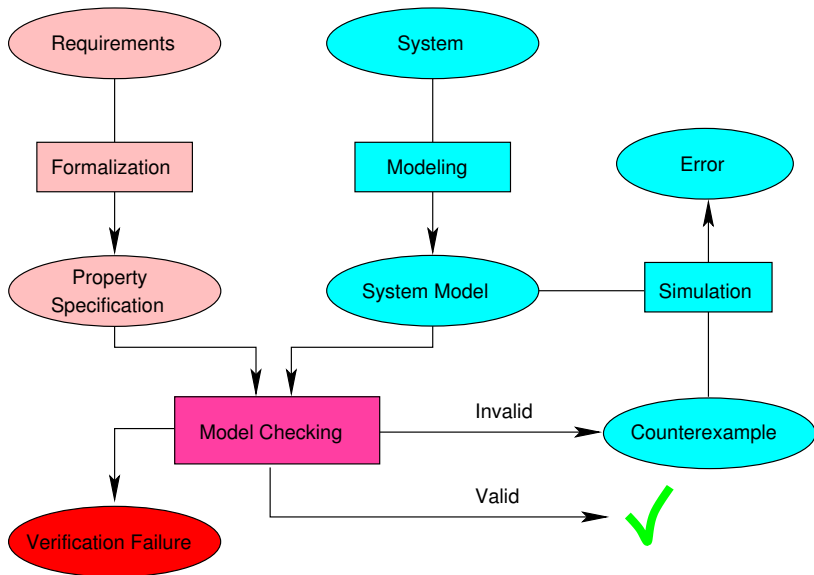 Requirements
System
Formalization
Modeling
Error
Property
Specification
System Model
Simulation
Model Checking
Invalid
Counterexample
Valid
Verification Failure